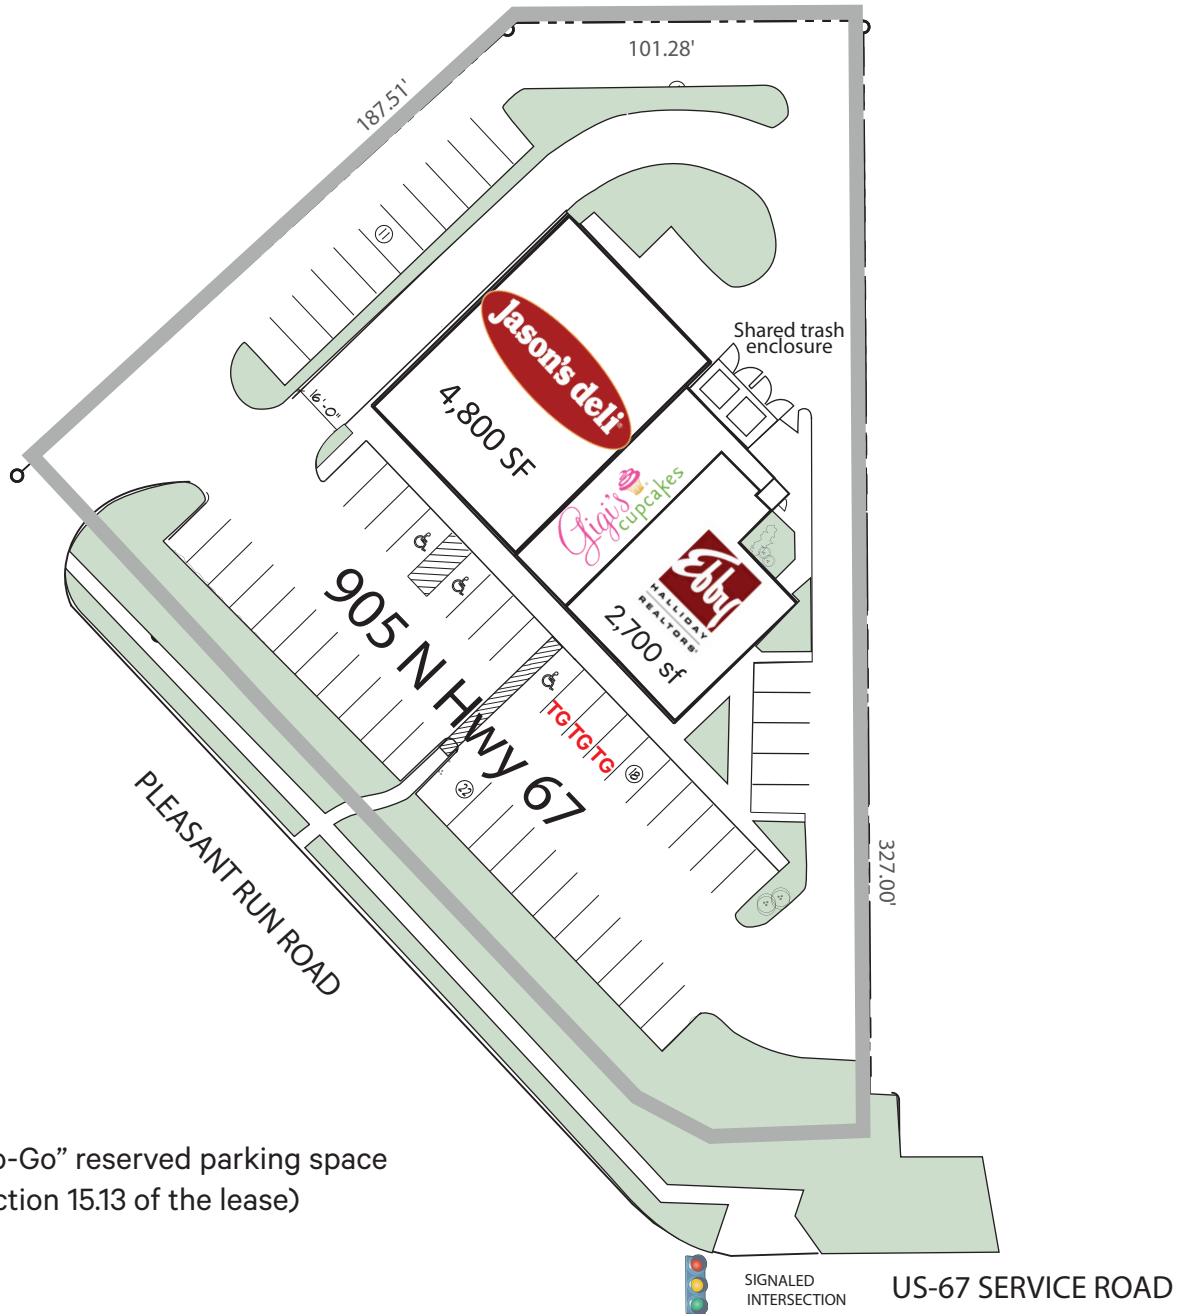 101.28'
187.51'
11
Shared trash
enclosure
16'-0"
Jason's deli
4,800 SF
Gigi's
cupcakes
Ebby
HALLIDAY
REALTORS®
2,700 sf
905 N Hwy 67
TG TG TG
18
22
327.00'
PLEASANT RUN ROAD
o-Go” reserved parking space
ction 15.13 of the lease)
SIGNALED
INTERSECTION
US-67 SERVICE ROAD